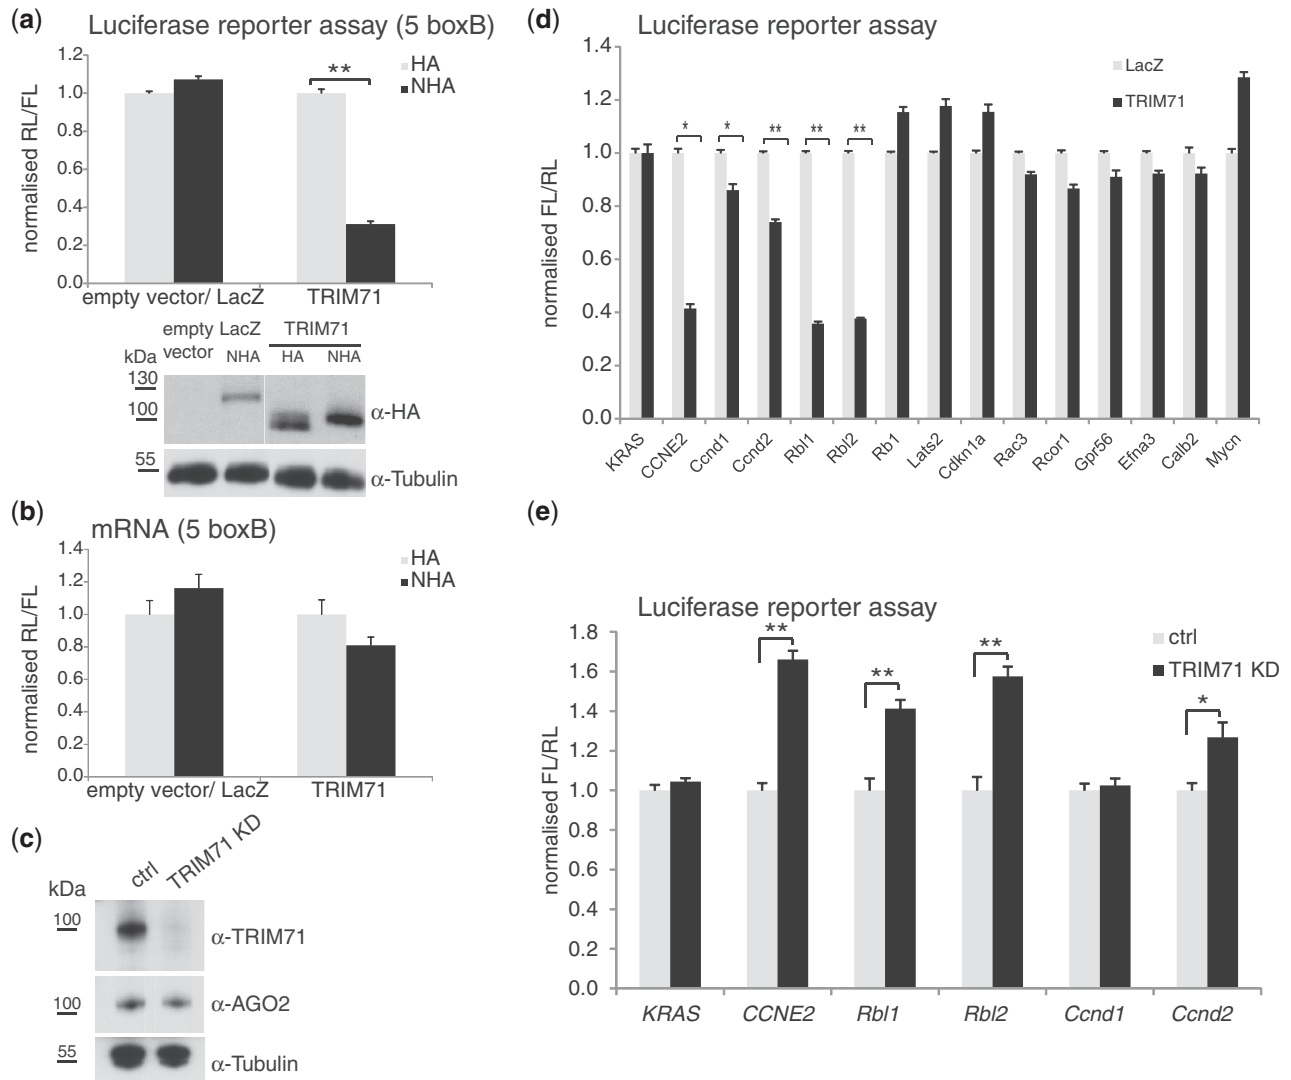 (a)
Luciferase reporter assay (5 boxB)
normalised RL/FL
1.2
1.0
0.8
0.6
0.4
0.2
0.0
HA
NHA
**
empty vector/ LacZ
TRIM71
kDa
empty vector
LacZ
NHA
TRIM71
HA
NHA
130
100
55
α-HA
α-Tubulin
(b)
mRNA (5 boxB)
normalised RL/FL
1.4
1.2
1.0
0.8
0.6
0.4
0.2
0.0
HA
NHA
empty vector/ LacZ
TRIM71
(c)
kDa
ctrl
TRIM71 KD
100
α-TRIM71
100
α-AGO2
55
α-Tubulin
(d)
Luciferase reporter assay
normalised FL/RL
1.4
1.2
1.0
0.8
0.6
0.4
0.2
0.0
LacZ
TRIM71
*
*
**
**
**
KRAS
CCNE2
Ccnd1
Ccnd2
Rbl1
Rbl2
Rb1
Lats2
Cdkn1a
Rac3
Rcor1
Gpr56
Efna3
Calb2
Mycn
(e)
Luciferase reporter assay
normalised FL/RL
1.8
1.6
1.4
1.2
1.0
0.8
0.6
0.4
0.2
0.0
ctrl
TRIM71 KD
**
**
**
*
KRAS
CCNE2
Rbl1
Rbl2
Ccnd1
Ccnd2